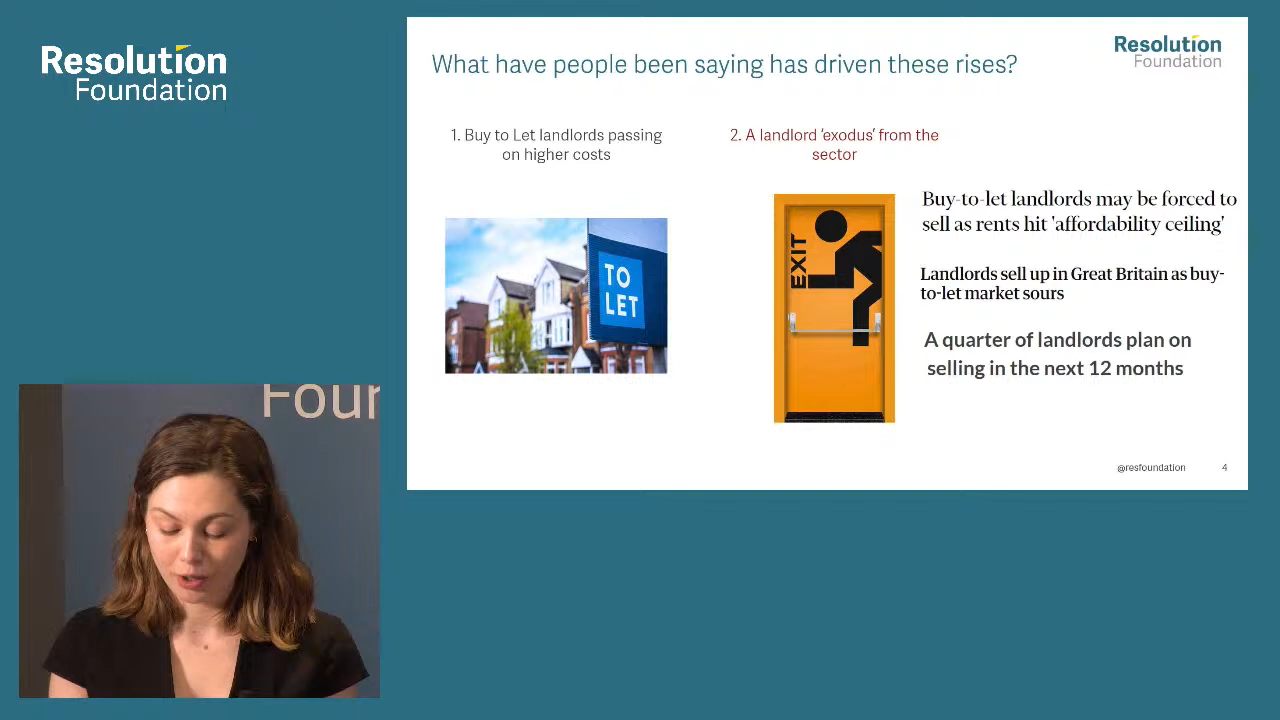 Resolution
Foundation
What have people been saying has driven these rises?
Resolution
Foundation
1. Buy to Let landlords passing
on higher costs
2. A landlord ‘exodus’ from the
sector
TO
LET
EXIT
Buy-to-let landlords may be forced to
sell as rents hit 'affordability ceiling'
Landlords sell up in Great Britain as buy-
to-let market sours
A quarter of landlords plan on
selling in the next 12 months
@resfoundation
4
Four